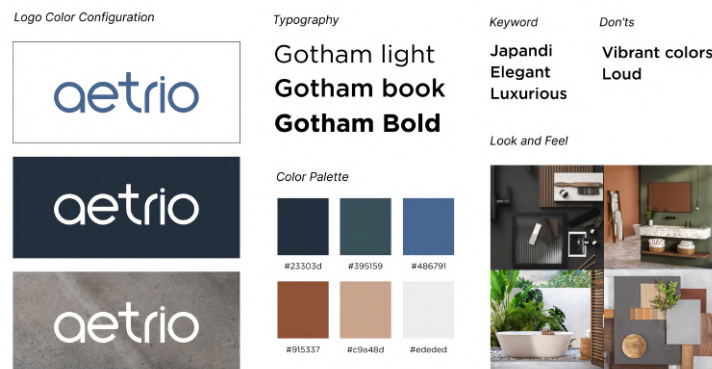 Logo Color Configuration
aetrio
aetrio
aetrio
Typography
Gotham light
Gotham book
Gotham Bold
Color Palette
#23303d
#395159
#486791
#915337
#c9a48d
#ededed
Keyword
Japandi
Elegant
Luxurious
Don'ts
Vibrant colors
Loud
Look and Feel